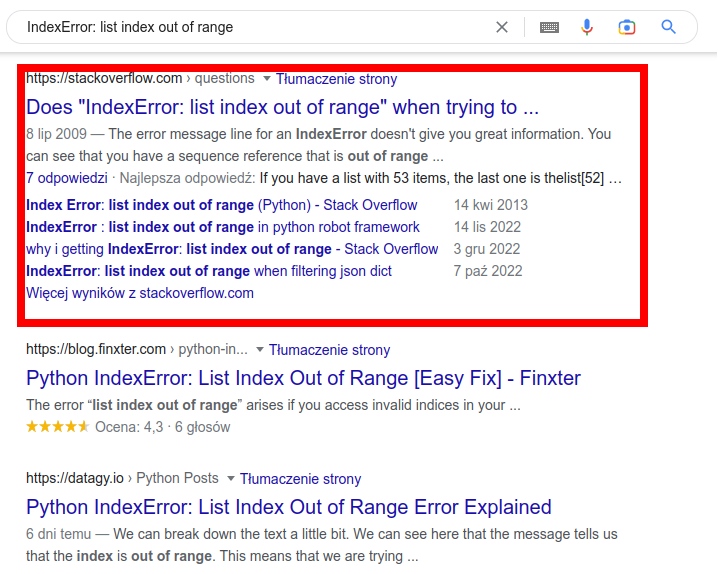 IndexError: list index out of range
https://stackoverflow.com › questions Tłumaczenie strony
Does "IndexError: list index out of range" when trying to ...
8 lip 2009 — The error message line for an IndexError doesn't give you great information. You
can see that you have a sequence reference that is out of range ...
7 odpowiedzi · Najlepsza odpowiedź: If you have a list with 53 items, the last one is thelist[52] …
Index Error: list index out of range (Python) - Stack Overflow 14 kwi 2013
IndexError : list index out of range in python robot framework 14 lis 2022
why i getting IndexError: list index out of range - Stack Overflow 3 gru 2022
IndexError: list index out of range when filtering json dict 7 paź 2022
Więcej wyników z stackoverflow.com
https://blog.finxter.com › python-in... Tłumaczenie strony
Python IndexError: List Index Out of Range [Easy Fix] - Finxter
The error “list index out of range” arises if you access invalid indices in your ...
Ocena: 4,3 · 6 głosów
https://datagy.io › Python Posts Tłumaczenie strony
Python IndexError: List Index Out of Range Error Explained
6 dni temu — We can break down the text a little bit. We can see here that the message tells us
that the index is out of range. This means that we are trying ...